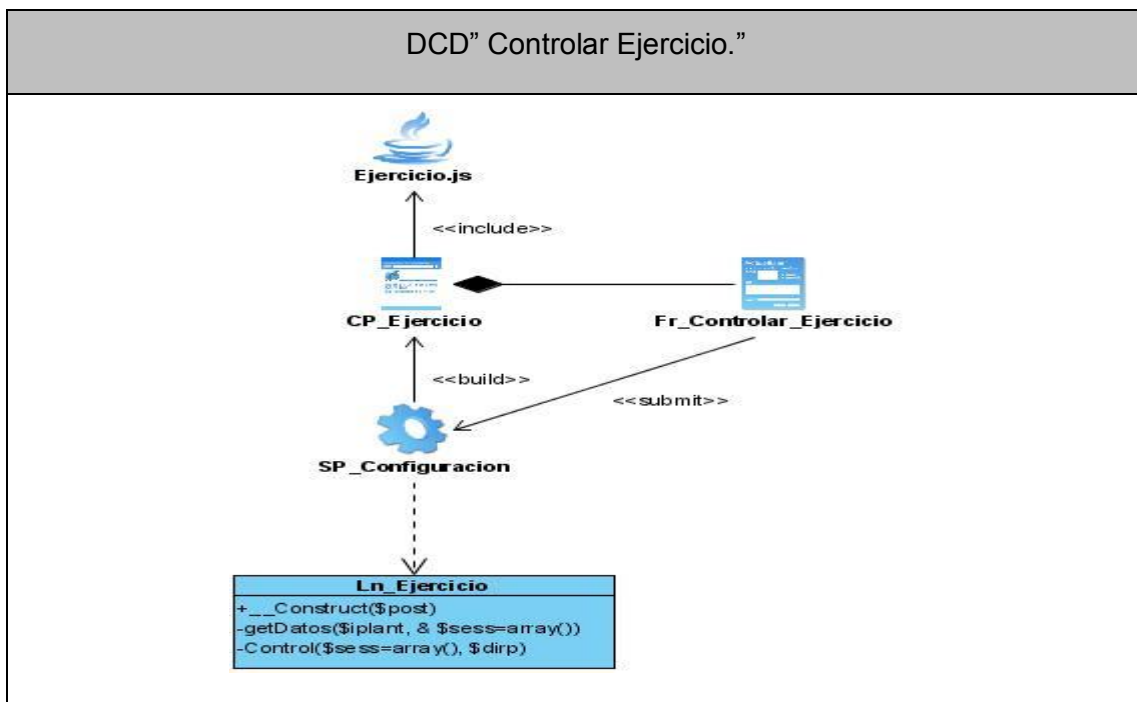 DCD” Controlar Ejercicio.”
Ejercicio.js
<<include>>
CP_Ejercicio
Fr_Controlar_Ejercicio
<<build>>
<<submit>>
SP_Configuracion
Ln_Ejercicio
+__Construct($post)
-getDatos($iplant, & $sess=array())
-Control($sess=array(), $dirp)